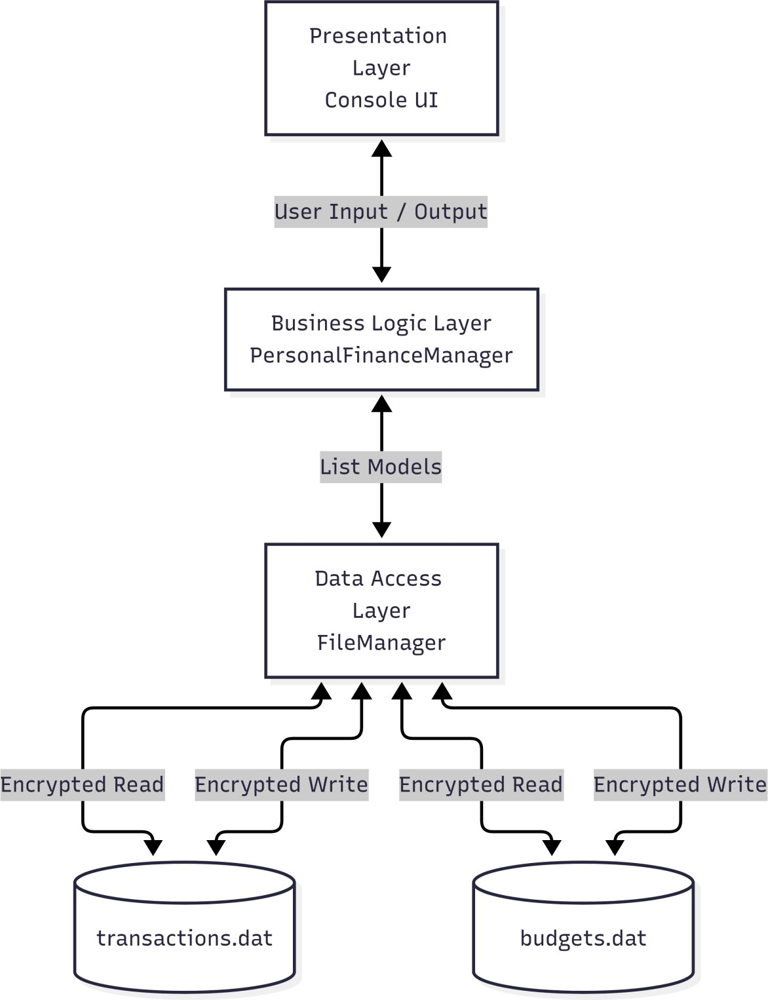 Presentation
Layer
Console UI
User Input / Output
Business Logic Layer
PersonalFinanceManager
List Models
Data Access
Layer
FileManager
Encrypted Read
Encrypted Write
Encrypted Read
Encrypted Write
transactions.dat
budgets.dat